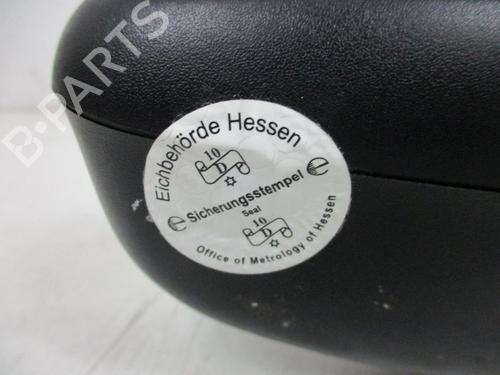 B-PARTS
Eichbehörde Hessen
10
D P
e Sicherungsstempel e
Seal
10
D P
Office of Metrology of Hessen